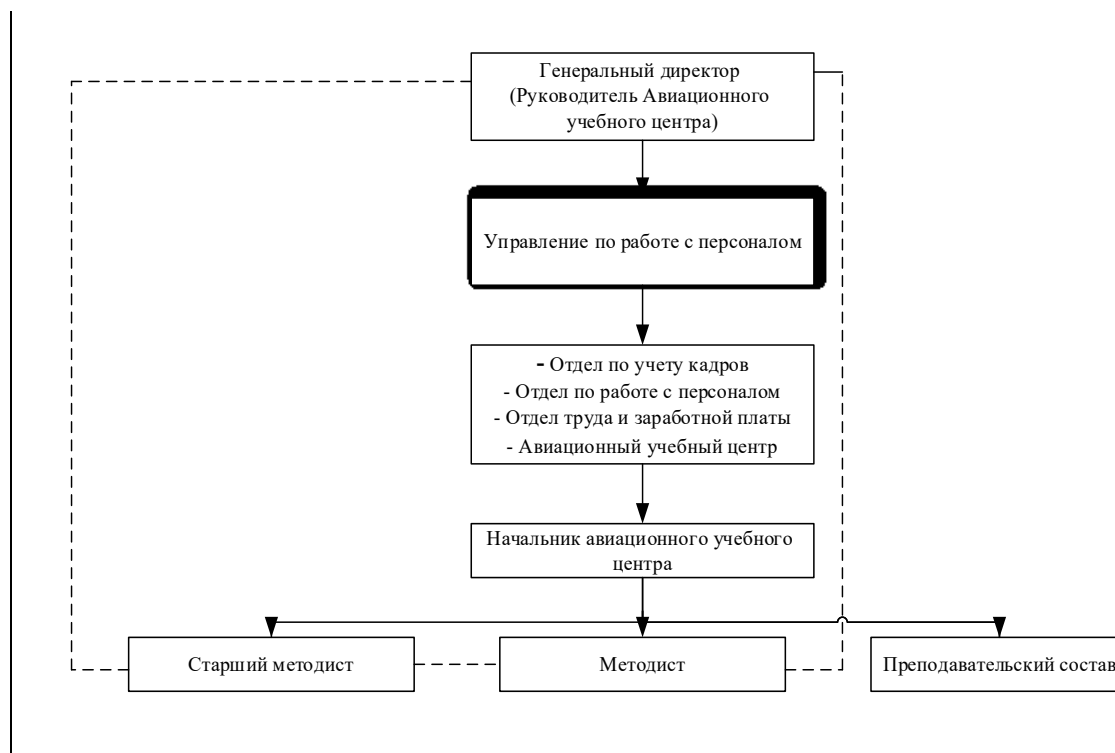 Генеральный директор
(Руководитель Авиационного
учебного центра)
Управление по работе с персоналом
- Отдел по учету кадров
- Отдел по работе с персоналом
- Отдел труда и заработной платы
- Авиационный учебный центр
Начальник авиационного учебного
центра
Старший методист
Методист
Преподавательский состав